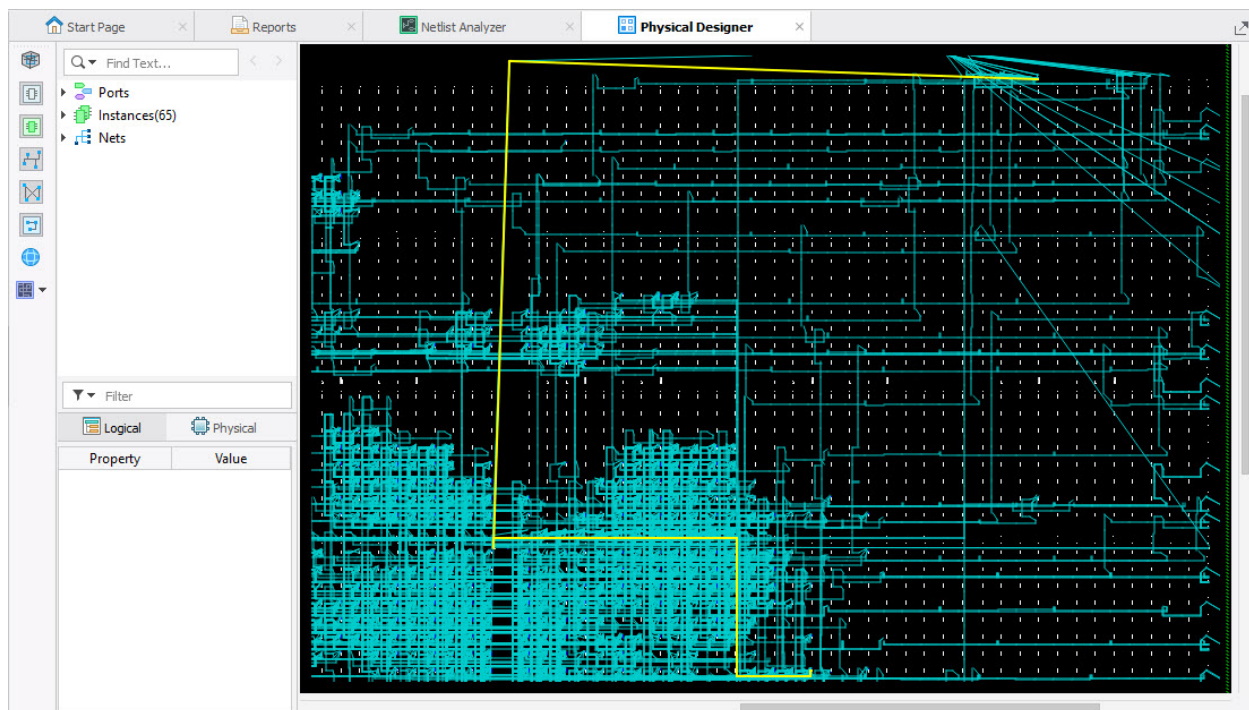 Start Page
Reports
Netlist Analyzer
Physical Designer
Find Text...
Ports
Instances(65)
Nets
Filter
Logical
Physical
Property
Value